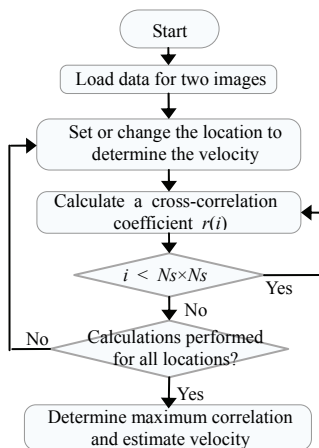 Start
Load data for two images
Set or change the location to
determine the velocity
Calculate a cross-correlation
coefficient r(i)
i < Ns×Ns
Yes
No
No
Calculations performed
for all locations?
Yes
Determine maximum correlation
and estimate velocity